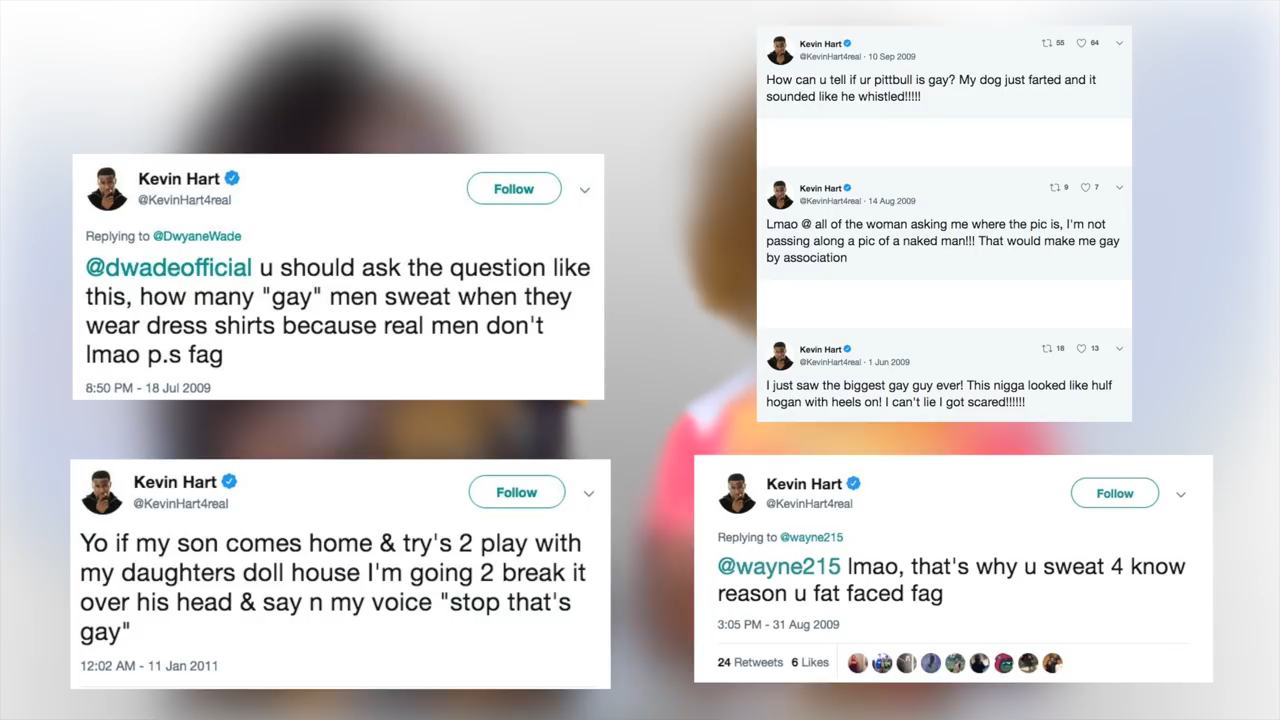 Kevin Hart
@KevinHart4real
Follow
Replying to @DwyaneWade
@dwadeofficial u should ask the question like
this, how many "gay" men sweat when they
wear dress shirts because real men don't
lmao p.s fag
8:50 PM - 18 Jul 2009
Kevin Hart
@KevinHart4real
Follow
Yo if my son comes home & try's 2 play with
my daughters doll house I'm going 2 break it
over his head & say n my voice "stop that's
gay"
12:02 AM - 11 Jan 2011
Kevin Hart
@KevinHart4real · 10 Sep 2009
55 64
How can u tell if ur pittbull is gay? My dog just farted and it
sounded like he whistled!!!!!
Kevin Hart
@KevinHart4real · 14 Aug 2009
9 7
Lmao @ all of the woman asking me where the pic is, I'm not
passing along a pic of a naked man!!! That would make me gay
by association
Kevin Hart
@KevinHart4real · 1 Jun 2009
16 13
I just saw the biggest gay guy ever! This nigga looked like hulf
hogan with heels on! I can't lie I got scared!!!!!!
Kevin Hart
@KevinHart4real
Follow
Replying to @wayne215
@wayne215 lmao, that's why u sweat 4 know
reason u fat faced fag
3:05 PM - 31 Aug 2009
24 Retweets 6 Likes